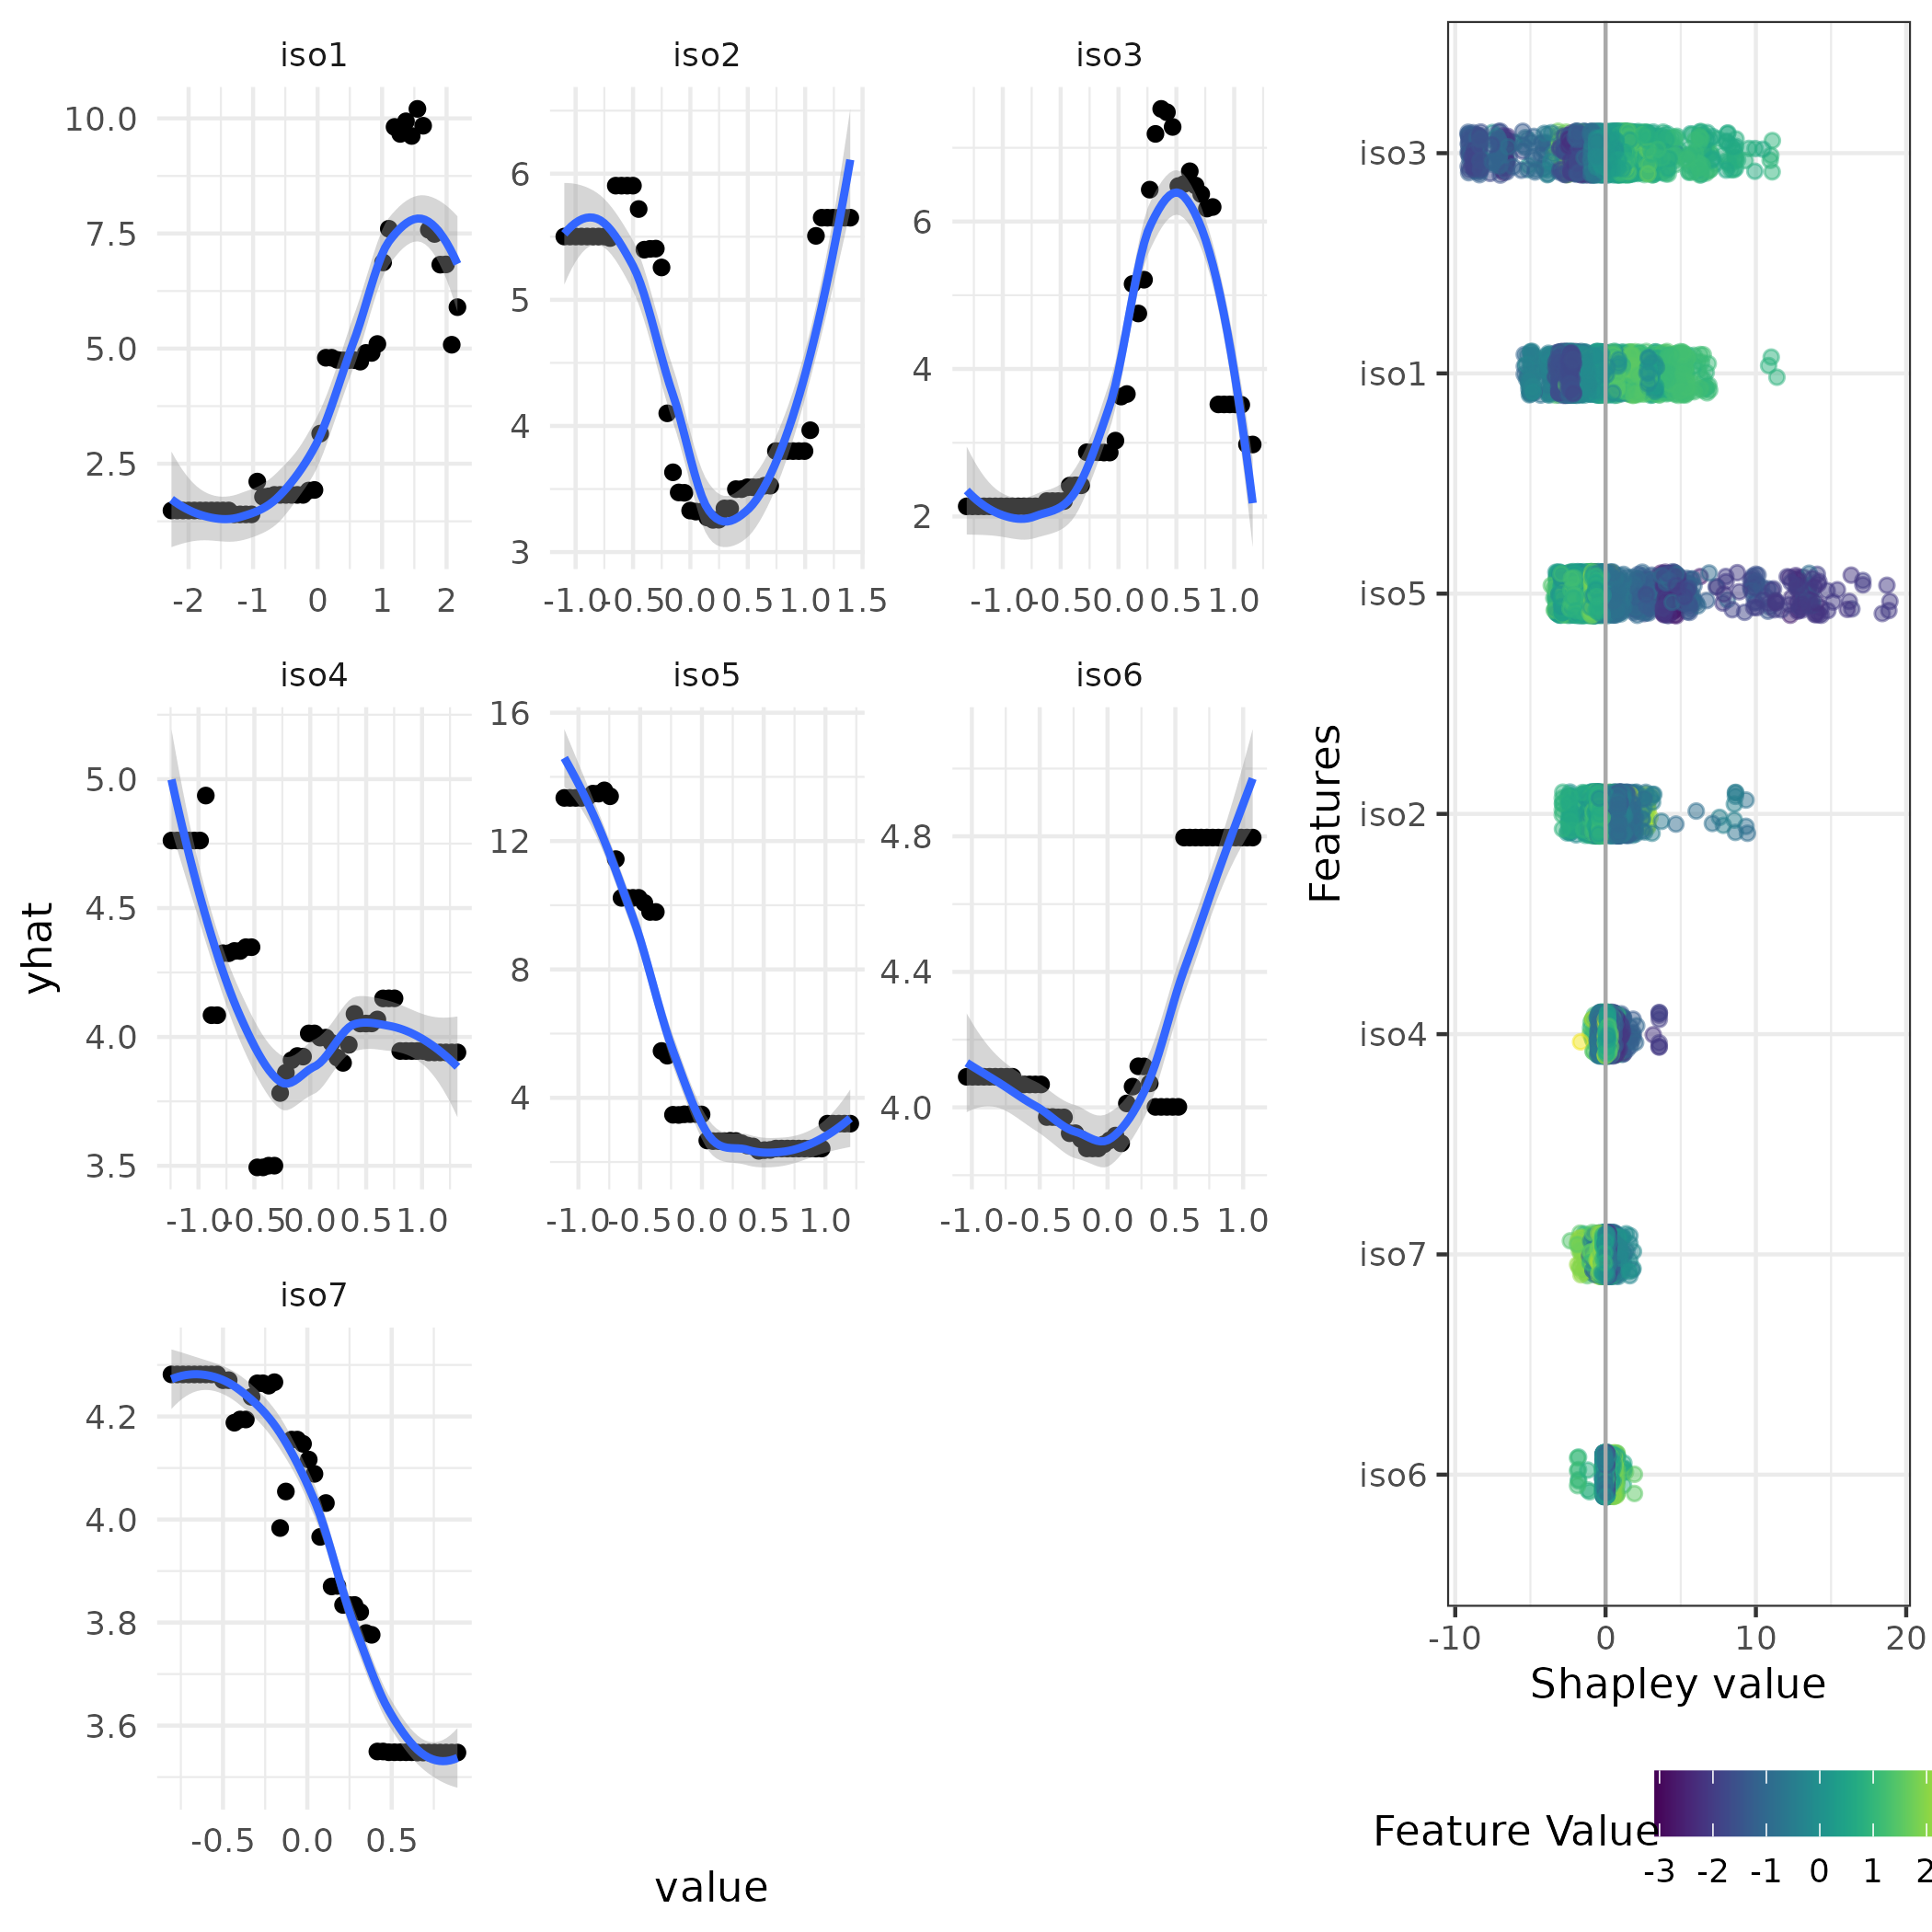 iso1 iso2 iso3
10.0
7.5
5.0
2.5
-2 -1 0 1 2
6
5
4
3
-1.0 -0.5 0.0 0.5 1.0 1.5
6
4
2
-1.0 -0.5 0.0 0.5 1.0
iso4 iso5 iso6
5.0
4.5
4.0
3.5
-1.0 -0.5 0.0 0.5 1.0
16
12
8
4
-1.0 -0.5 0.0 0.5 1.0
4.8
4.4
4.0
-1.0 -0.5 0.0 0.5 1.0
iso7
4.2
4.0
3.8
3.6
-0.5 0.0 0.5
yhat
value
Features
iso3
iso1
iso5
iso2
iso4
iso7
iso6
-10 0 10 20
Shapley value
Feature Value
-3 -2 -1 0 1 2